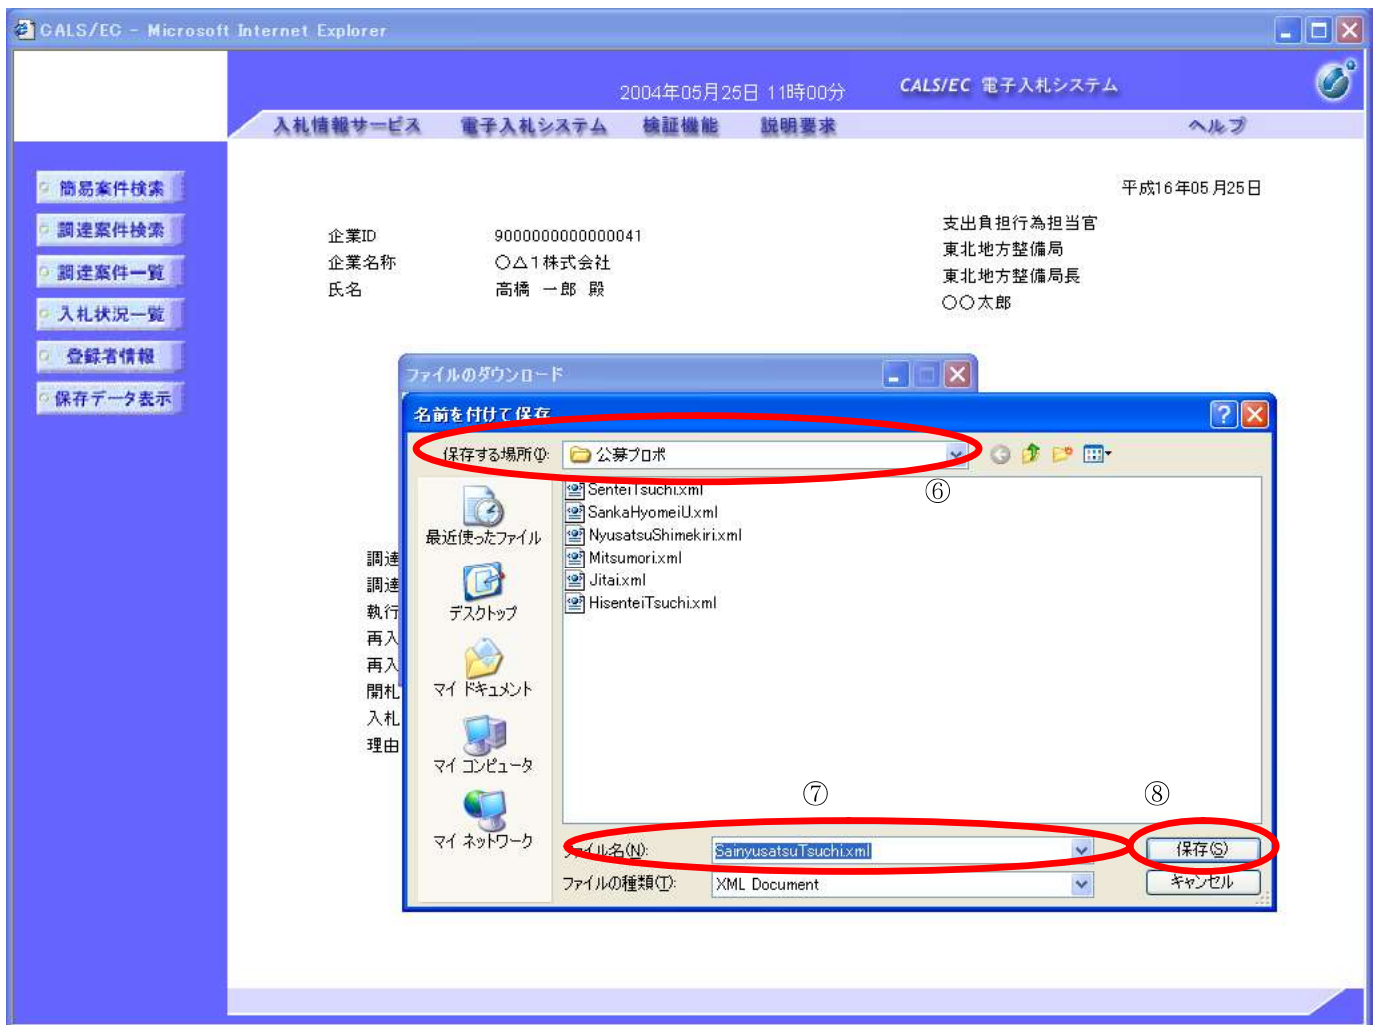 CALS/EC - Microsoft Internet Explorer
2004年05月25日 11時00分
CALS/EC 電子入札システム
入札情報サービス 電子入札システム 検証機能 説明要求 ヘルプ
簡易案件検索
調達案件検索
調達案件一覧
入札状況一覧
登録者情報
保存データ表示
平成16年05月25日
企業ID 9000000000000041
企業名称 ○△1株式会社
氏名 高橋 一郎 殿
支出負担行為担当官
東北地方整備局
東北地方整備局長
○○太郎
ファイルのダウンロード
名前を付けて保存
保存する場所(I): 公募プロポ
⑥
SenteiTsuchi.xml
SankaHyomeiU.xml
NyusatsuShimekiri.xml
Mitsumori.xml
Jitai.xml
HisenteiTsuchi.xml
最近使ったファイル
デスクトップ
マイ ドキュメント
マイ コンピュータ
マイ ネットワーク
調達
調達
執行
再入
再入
開札
入札
理由
⑦
⑧
ファイル名(N): SainyusatsuTsuchi.xml 保存(S)
ファイルの種類(T): XML Document キャンセル